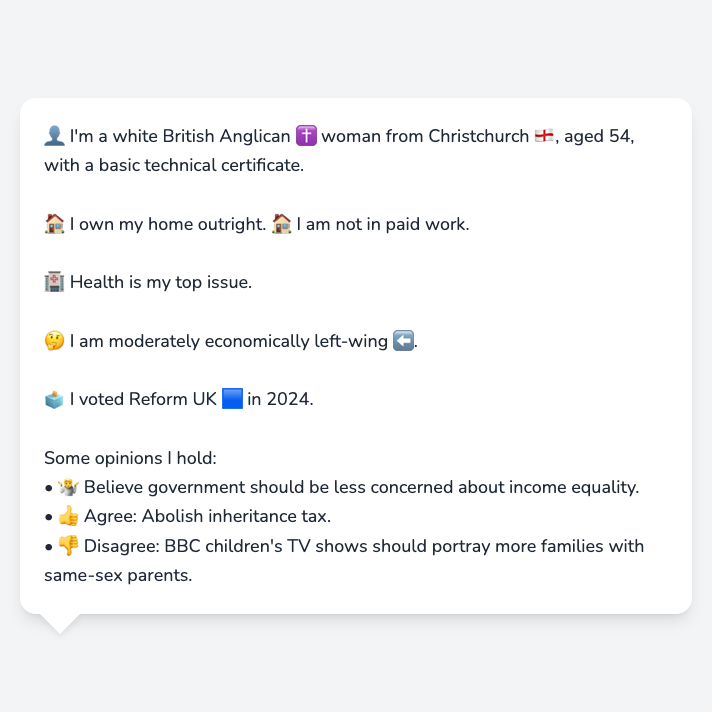 👤 I'm a white British Anglican ✝️ woman from Christchurch 🏴󠁧󠁢󠁥󠁮󠁧󠁿, aged 54,
with a basic technical certificate.
🏠 I own my home outright. 🏠 I am not in paid work.
🏥 Health is my top issue.
🤔 I am moderately economically left-wing ⬅️.
🗳️ I voted Reform UK 🟦 in 2024.
Some opinions I hold:
• 🤷 Believe government should be less concerned about income equality.
• 👍 Agree: Abolish inheritance tax.
• 👎 Disagree: BBC children's TV shows should portray more families with
same-sex parents.